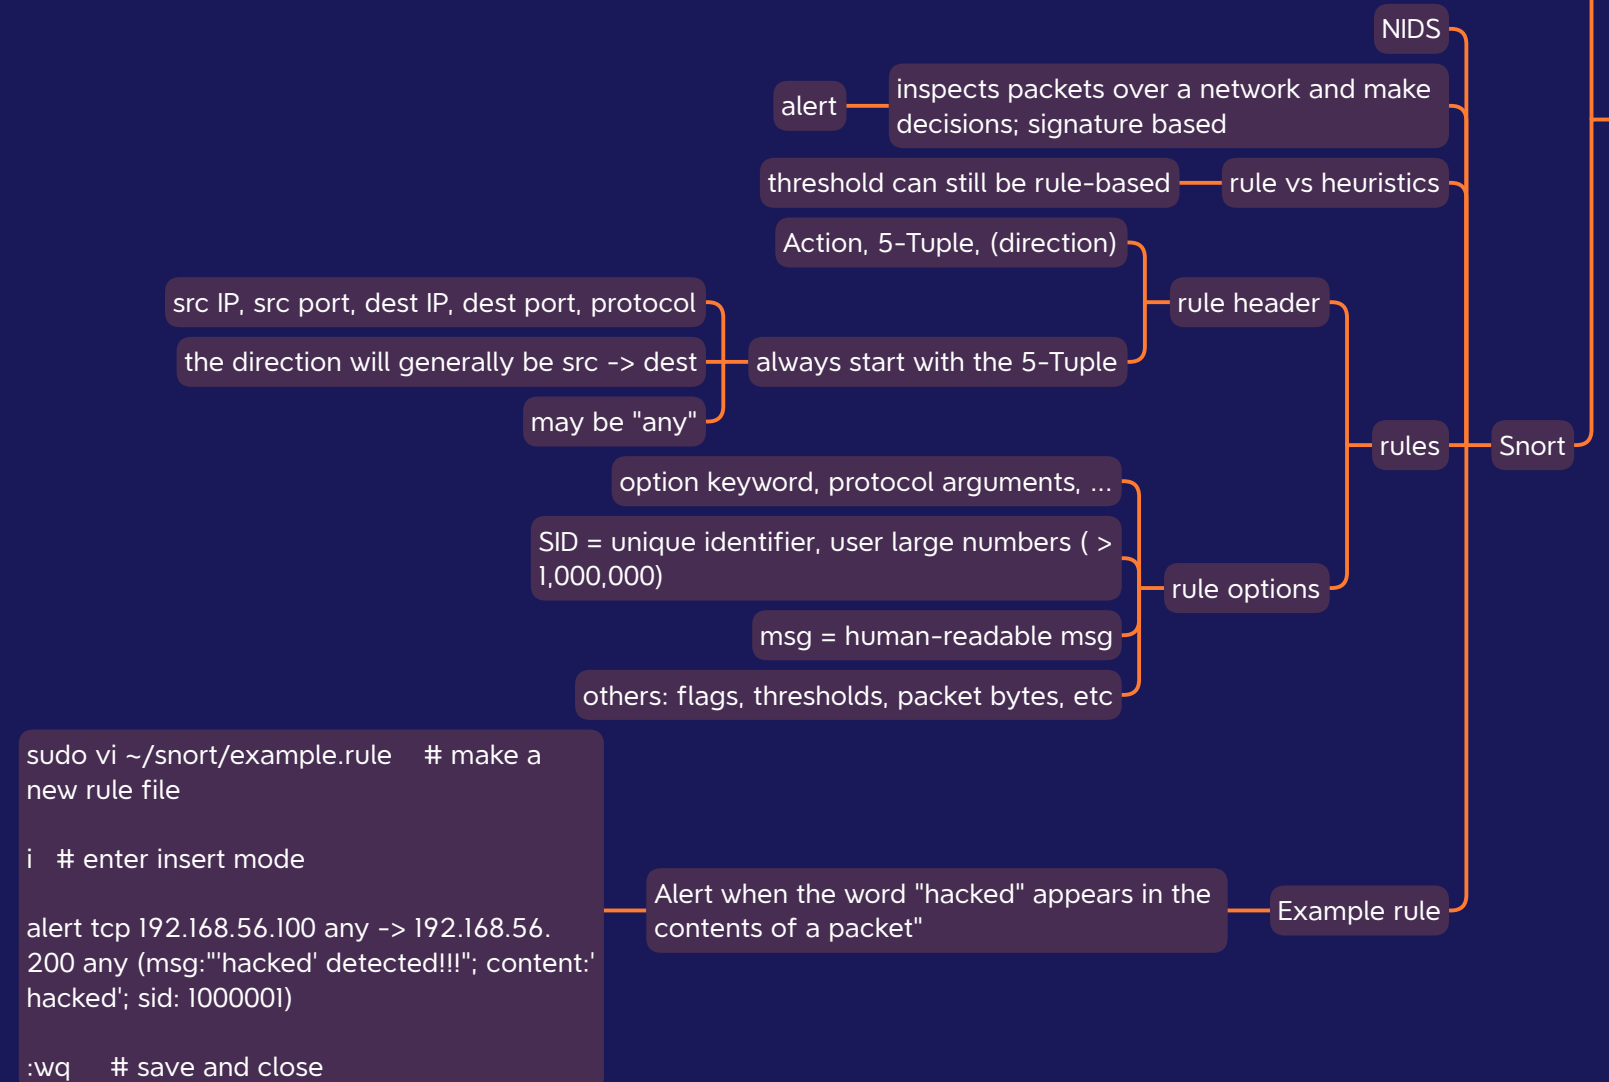 NIDS
alert
inspects packets over a network and make
decisions; signature based
threshold can still be rule-based
rule vs heuristics
Action, 5-Tuple, (direction)
src IP, src port, dest IP, dest port, protocol
rule header
the direction will generally be src -> dest
always start with the 5-Tuple
may be "any"
rules
Snort
option keyword, protocol arguments, ...
SID = unique identifier, user large numbers ( >
1,000,000)
rule options
msg = human-readable msg
others: flags, thresholds, packet bytes, etc
sudo vi ~/snort/example.rule    # make a
new rule file
i   # enter insert mode
alert tcp 192.168.56.100 any -> 192.168.56.
200 any (msg:"'hacked' detected!!!"; content:'
hacked'; sid: 1000001)
:wq     # save and close
Alert when the word "hacked" appears in the
contents of a packet"
Example rule